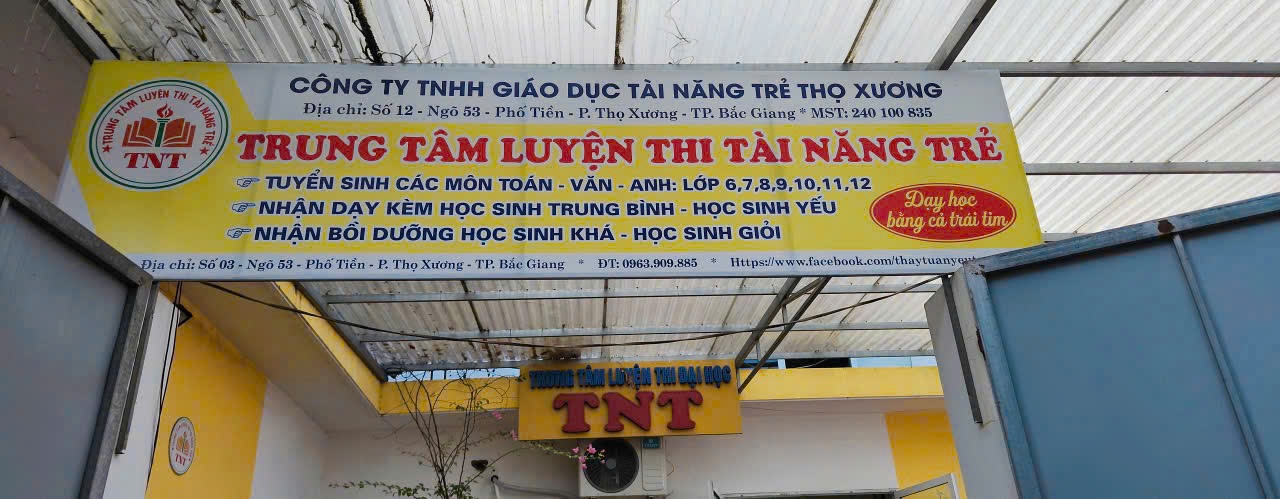 CÔNG TY TNHH GIÁO DỤC TÀI NĂNG TRẺ THỌ XƯƠNG
Địa chỉ: Số 12 - Ngõ 53 - Phố Tiền - P. Thọ Xương - TP. Bắc Giang * MST: 240 100 835
TRUNG TÂM LUYỆN THI TÀI NĂNG TRẺ
TNT
TRUNG TÂM LUYỆN THI TÀI NĂNG TRẺ
TUYỂN SINH CÁC MÔN TOÁN - VĂN - ANH: LỚP 6,7,8,9,10,11,12
NHẬN DẠY KÈM HỌC SINH TRUNG BÌNH - HỌC SINH YẾU
NHẬN BỒI DƯỠNG HỌC SINH KHÁ - HỌC SINH GIỎI
Dạy học
bằng cả trái tim
Địa chỉ: Số 03 - Ngõ 53 - Phố Tiền - P. Thọ Xương - TP. Bắc Giang * ĐT: 0963.909.885 * Https://www.facebook.com/thaytuanyou
TRUNG TÂM LUYỆN THI ĐẠI HỌC
TNT